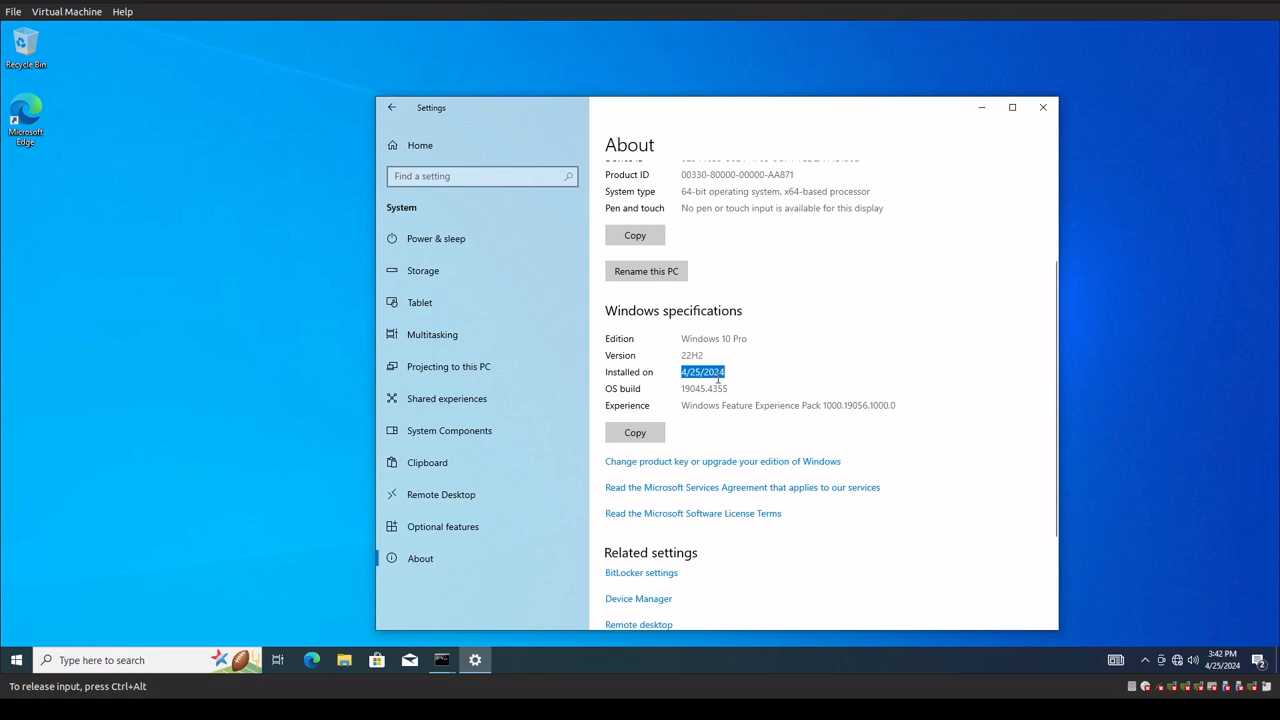 File Virtual Machine Help
Recycle Bin
Microsoft
Edge
Settings
Home
Find a setting
System
Power & sleep
Storage
Tablet
Multitasking
Projecting to this PC
Shared experiences
System Components
Clipboard
Remote Desktop
Optional features
About
About
Product ID 00330-80000-00000-AA871
System type 64-bit operating system, x64-based processor
Pen and touch No pen or touch input is available for this display
Copy
Rename this PC
Windows specifications
Edition Windows 10 Pro
Version 22H2
Installed on 4/25/2024
OS build 19045.4355
Experience Windows Feature Experience Pack 1000.19056.1000.0
Copy
Change product key or upgrade your edition of Windows
Read the Microsoft Services Agreement that applies to our services
Read the Microsoft Software License Terms
Related settings
BitLocker settings
Device Manager
Remote desktop
Type here to search
3:42 PM
4/25/2024
2
To release input, press Ctrl+Alt